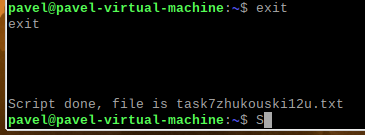 pavel@pavel-virtual-machine:~$ exit
exit
Script done, file is task7zhukouski12u.txt
pavel@pavel-virtual-machine:~$ S